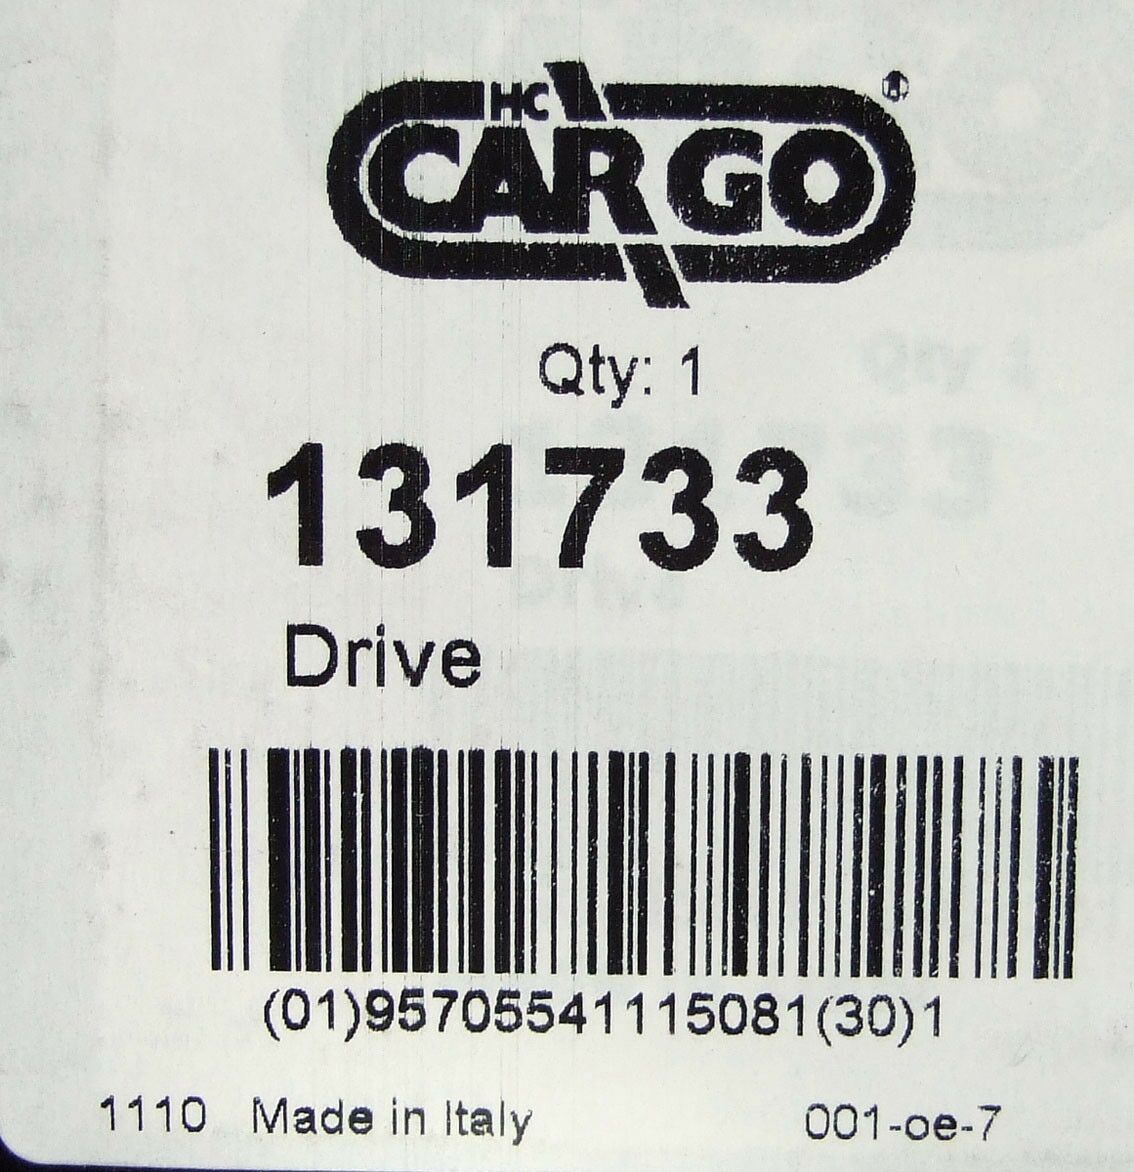 HC
CARGO®
Qty: 1
131733
Drive
(01)95705541115081(30)1
1110 Made in Italy 001-oe-7